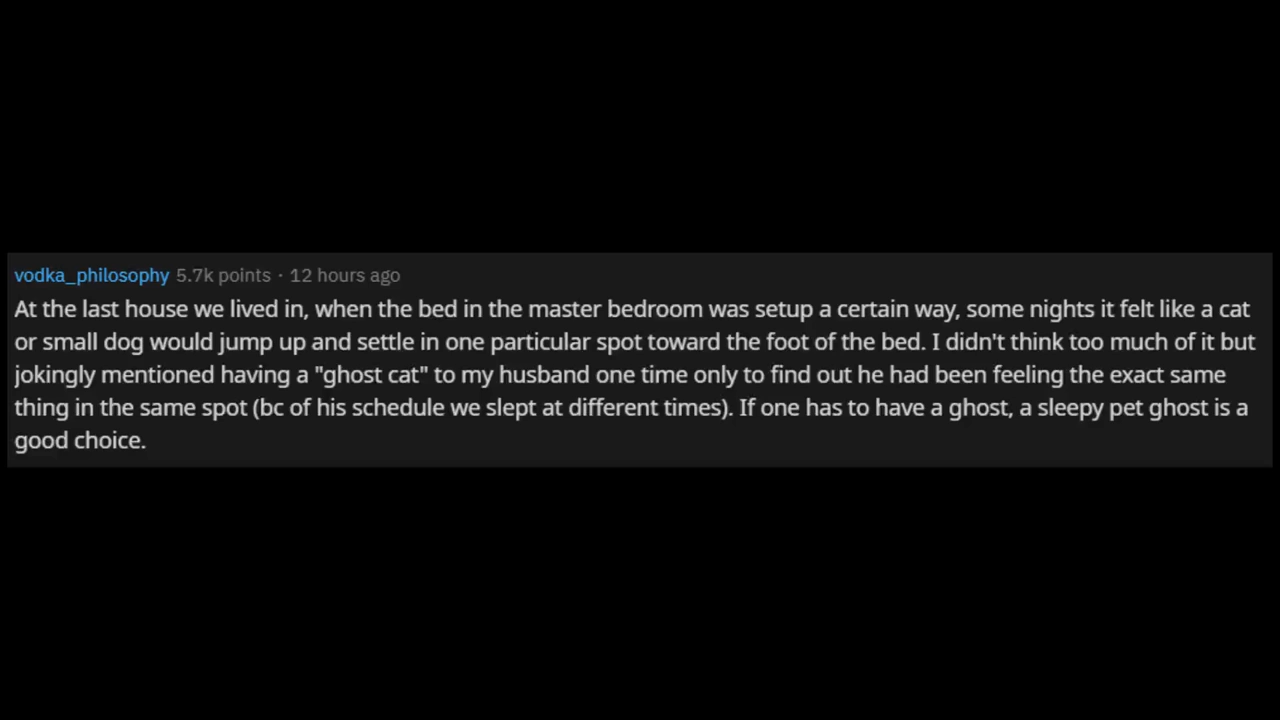 vodka_philosophy 5.7k points · 12 hours ago
At the last house we lived in, when the bed in the master bedroom was setup a certain way, some nights it felt like a cat
or small dog would jump up and settle in one particular spot toward the foot of the bed. I didn't think too much of it but
jokingly mentioned having a "ghost cat" to my husband one time only to find out he had been feeling the exact same
thing in the same spot (bc of his schedule we slept at different times). If one has to have a ghost, a sleepy pet ghost is a
good choice.